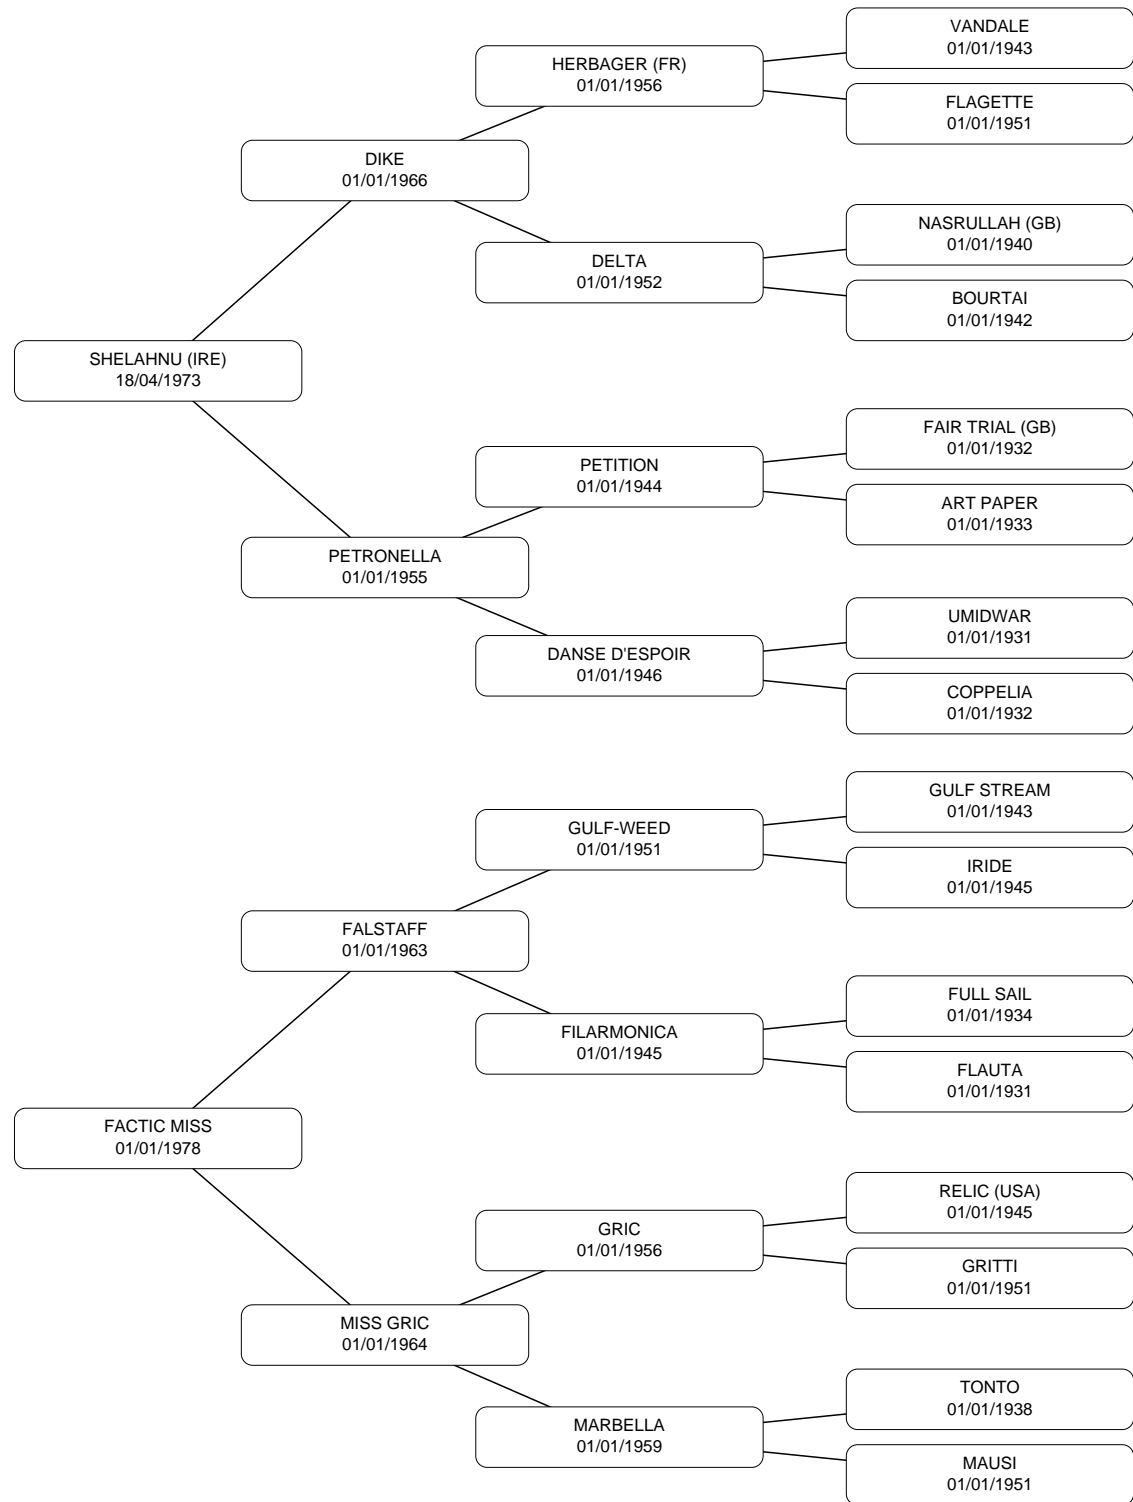 VANDALE
01/01/1943
HERBAGER (FR)
01/01/1956
FLAGETTE
01/01/1951
DIKE
01/01/1966
NASRULLAH (GB)
01/01/1940
DELTA
01/01/1952
BOURTAI
01/01/1942
SHELAHNU (IRE)
18/04/1973
FAIR TRIAL (GB)
01/01/1932
PETITION
01/01/1944
ART PAPER
01/01/1933
PETRONELLA
01/01/1955
UMIDWAR
01/01/1931
DANSE D'ESPOIR
01/01/1946
COPPELIA
01/01/1932
GULF STREAM
01/01/1943
GULF-WEED
01/01/1951
IRIDE
01/01/1945
FALSTAFF
01/01/1963
FULL SAIL
01/01/1934
FILARMONICA
01/01/1945
FLAUTA
01/01/1931
FACTIC MISS
01/01/1978
RELIC (USA)
01/01/1945
GRIC
01/01/1956
GRITTI
01/01/1951
MISS GRIC
01/01/1964
TONTO
01/01/1938
MARBELLA
01/01/1959
MAUSI
01/01/1951